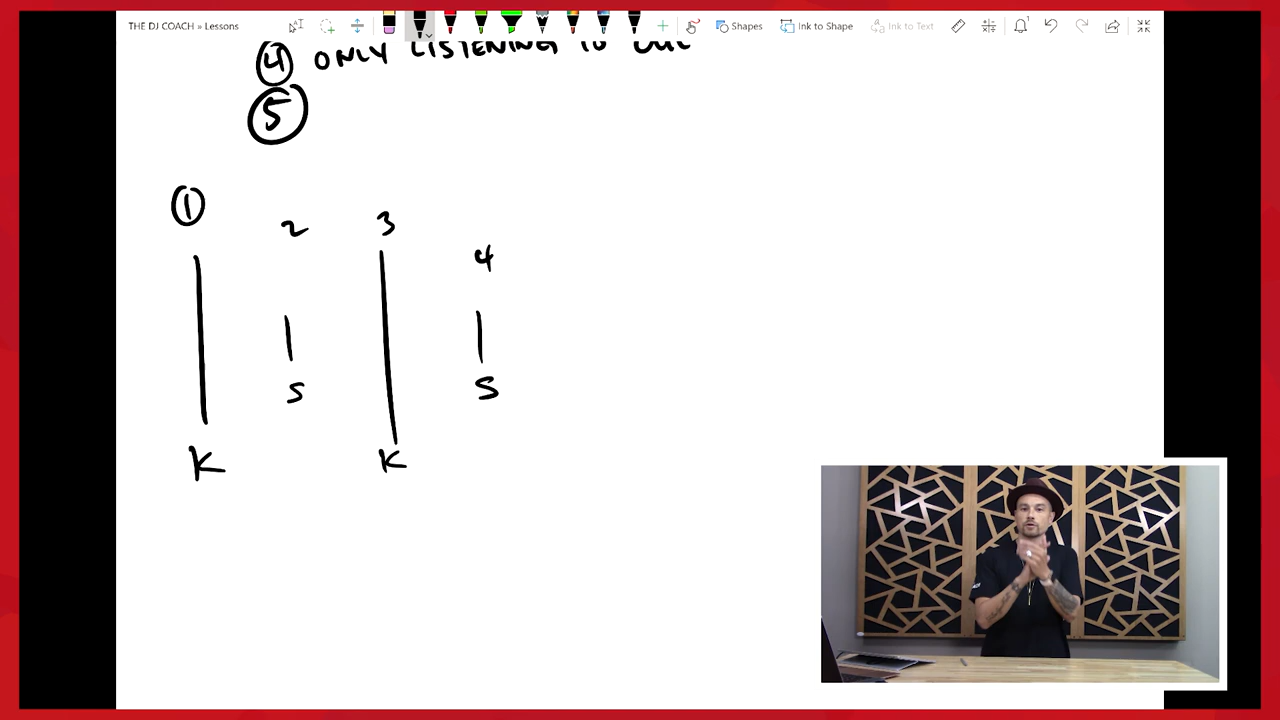 THE DJ COACH » Lessons Shapes Ink to Shape Ink to Text
4 ONLY LISTENING TO CUE
5
1 2 3 4
S S
K K